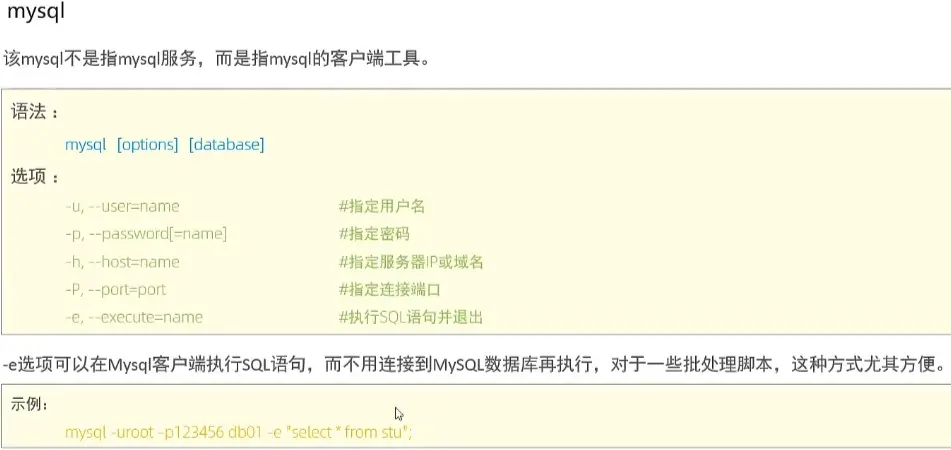 mysql
该mysql不是指mysql服务，而是指mysql的客户端工具。
语法：
mysql [options] [database]
选项：
-u, --user=name #指定用户名
-p, --password[=name] #指定密码
-h, --host=name #指定服务器IP或域名
-P, --port=port #指定连接端口
-e, --execute=name #执行SQL语句并退出
-e选项可以在Mysql客户端执行SQL语句，而不用连接到MySQL数据库再执行，对于一些批处理脚本，这种方式尤其方便。
示例：
mysql -uroot -p123456 db01 -e "select * from stu";